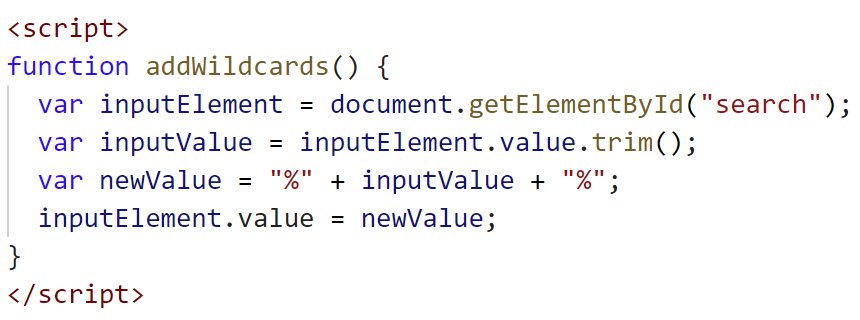 <script>
function addWildcards() {
  var inputElement = document.getElementById("search");
  var inputValue = inputElement.value.trim();
  var newValue = "%" + inputValue + "%";
  inputElement.value = newValue;
}
</script>